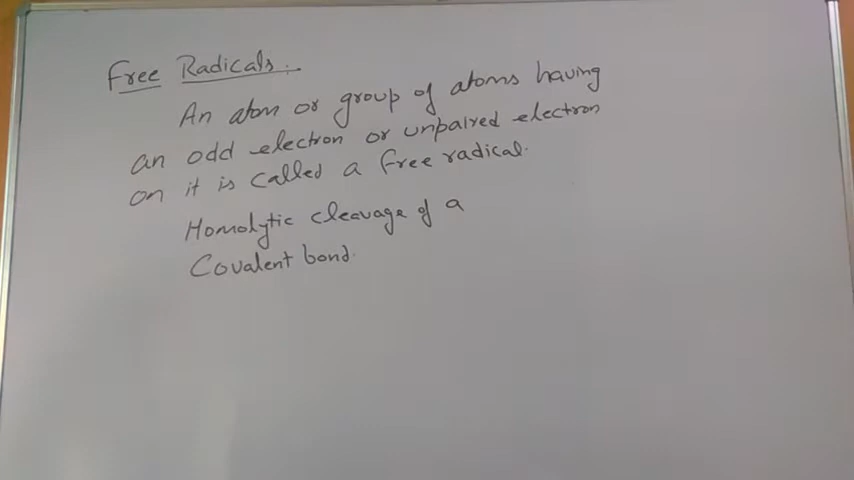 Free Radicals:
An atom or group of atoms having
an odd electron or unpaired electron
on it is called a free radical.
Homolytic cleavage of a
Covalent bond.